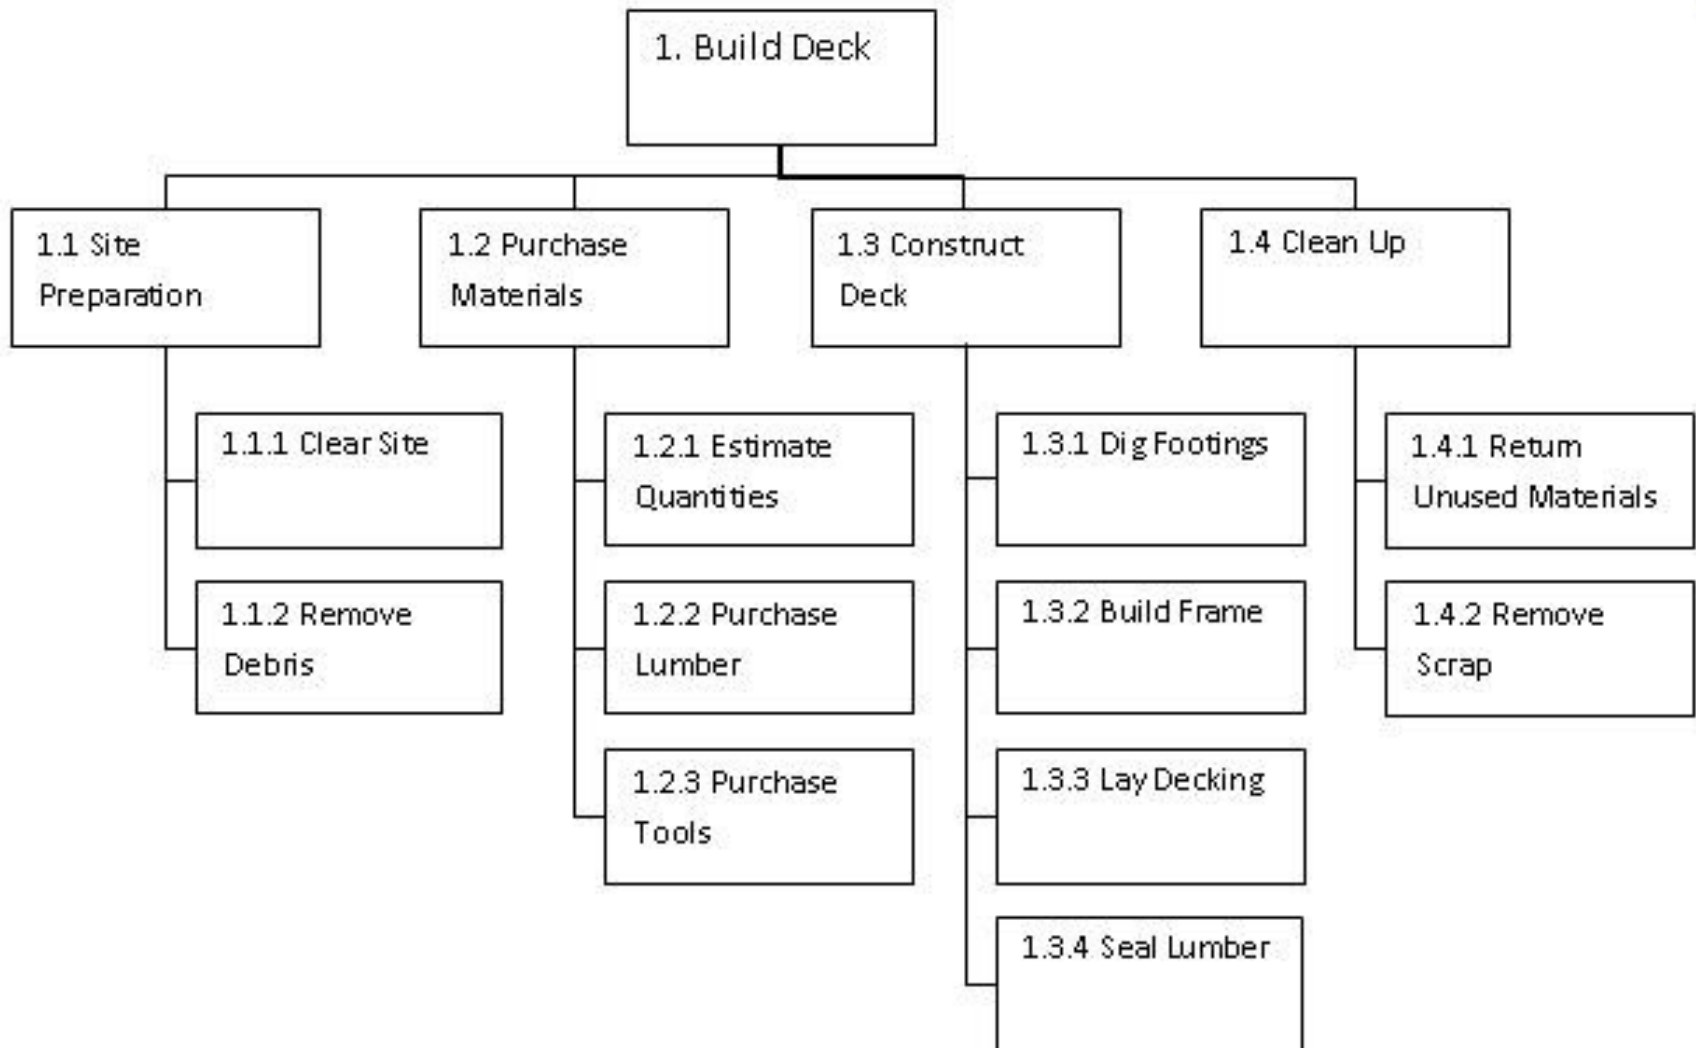 1. Build Deck
1.1 Site
Preparation
1.2 Purchase
Materials
1.3 Construct
Deck
1.4 Clean Up
1.1.1 Clear Site
1.1.2 Remove
Debris
1.2.1 Estimate
Quantities
1.2.2 Purchase
Lumber
1.2.3 Purchase
Tools
1.3.1 Dig Footings
1.3.2 Build Frame
1.3.3 Lay Decking
1.3.4 Seal Lumber
1.4.1 Return
Unused Materials
1.4.2 Remove
Scrap